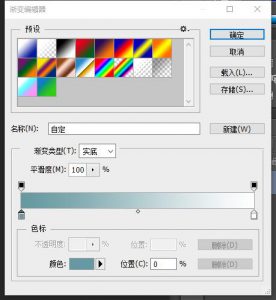 渐变编辑器
预设
确定
取消
载入(L)...
存储(S)...
名称(N): 自定
新建(W)
渐变类型(T): 实底
平滑度(M): 100 %
色标
不透明度: % 位置: % 删除(D)
颜色: 位置(C): 0 % 删除(D)